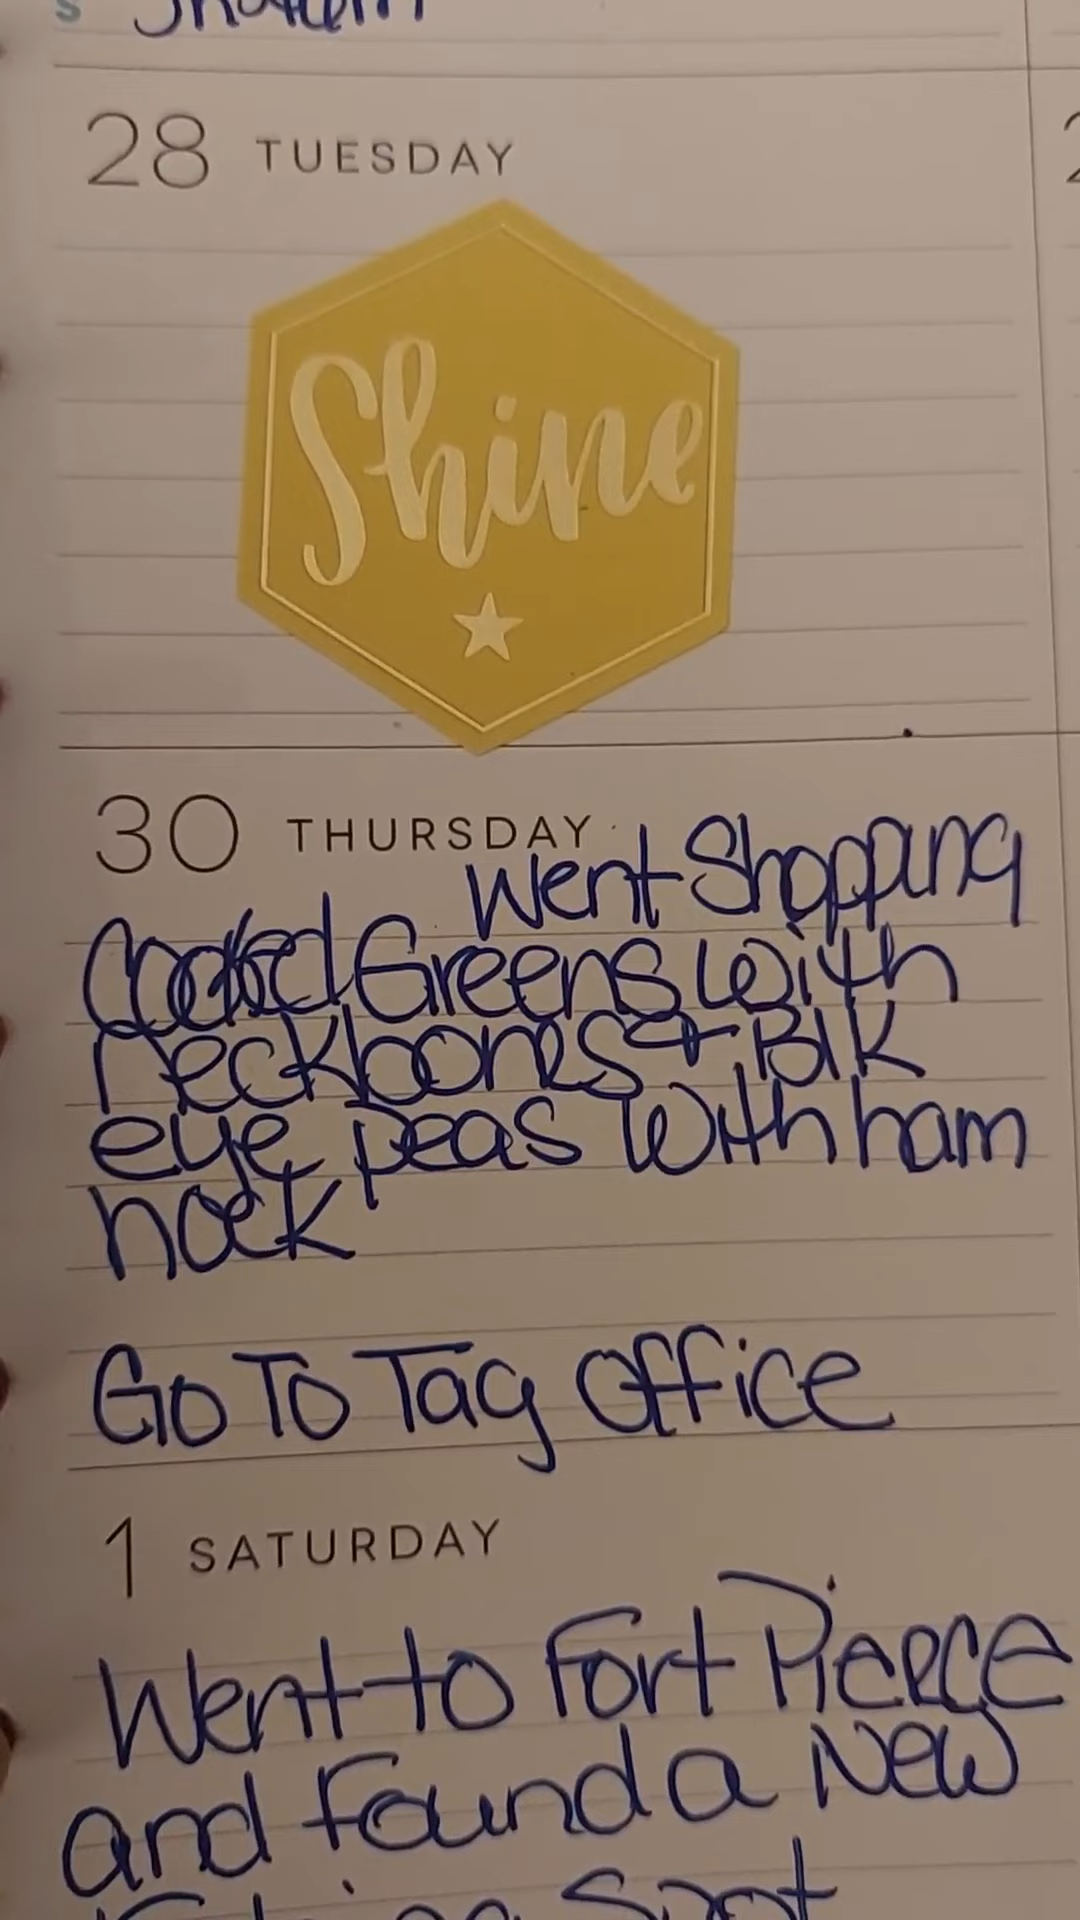 28 TUESDAY
Shine
30 THURSDAY
Went Shopping
Cooked Greens with
neckbones + Blk
eye peas with ham
hock
Go To Tag Office
1 SATURDAY
Went to Fort Pierce
and Found a New
Spot